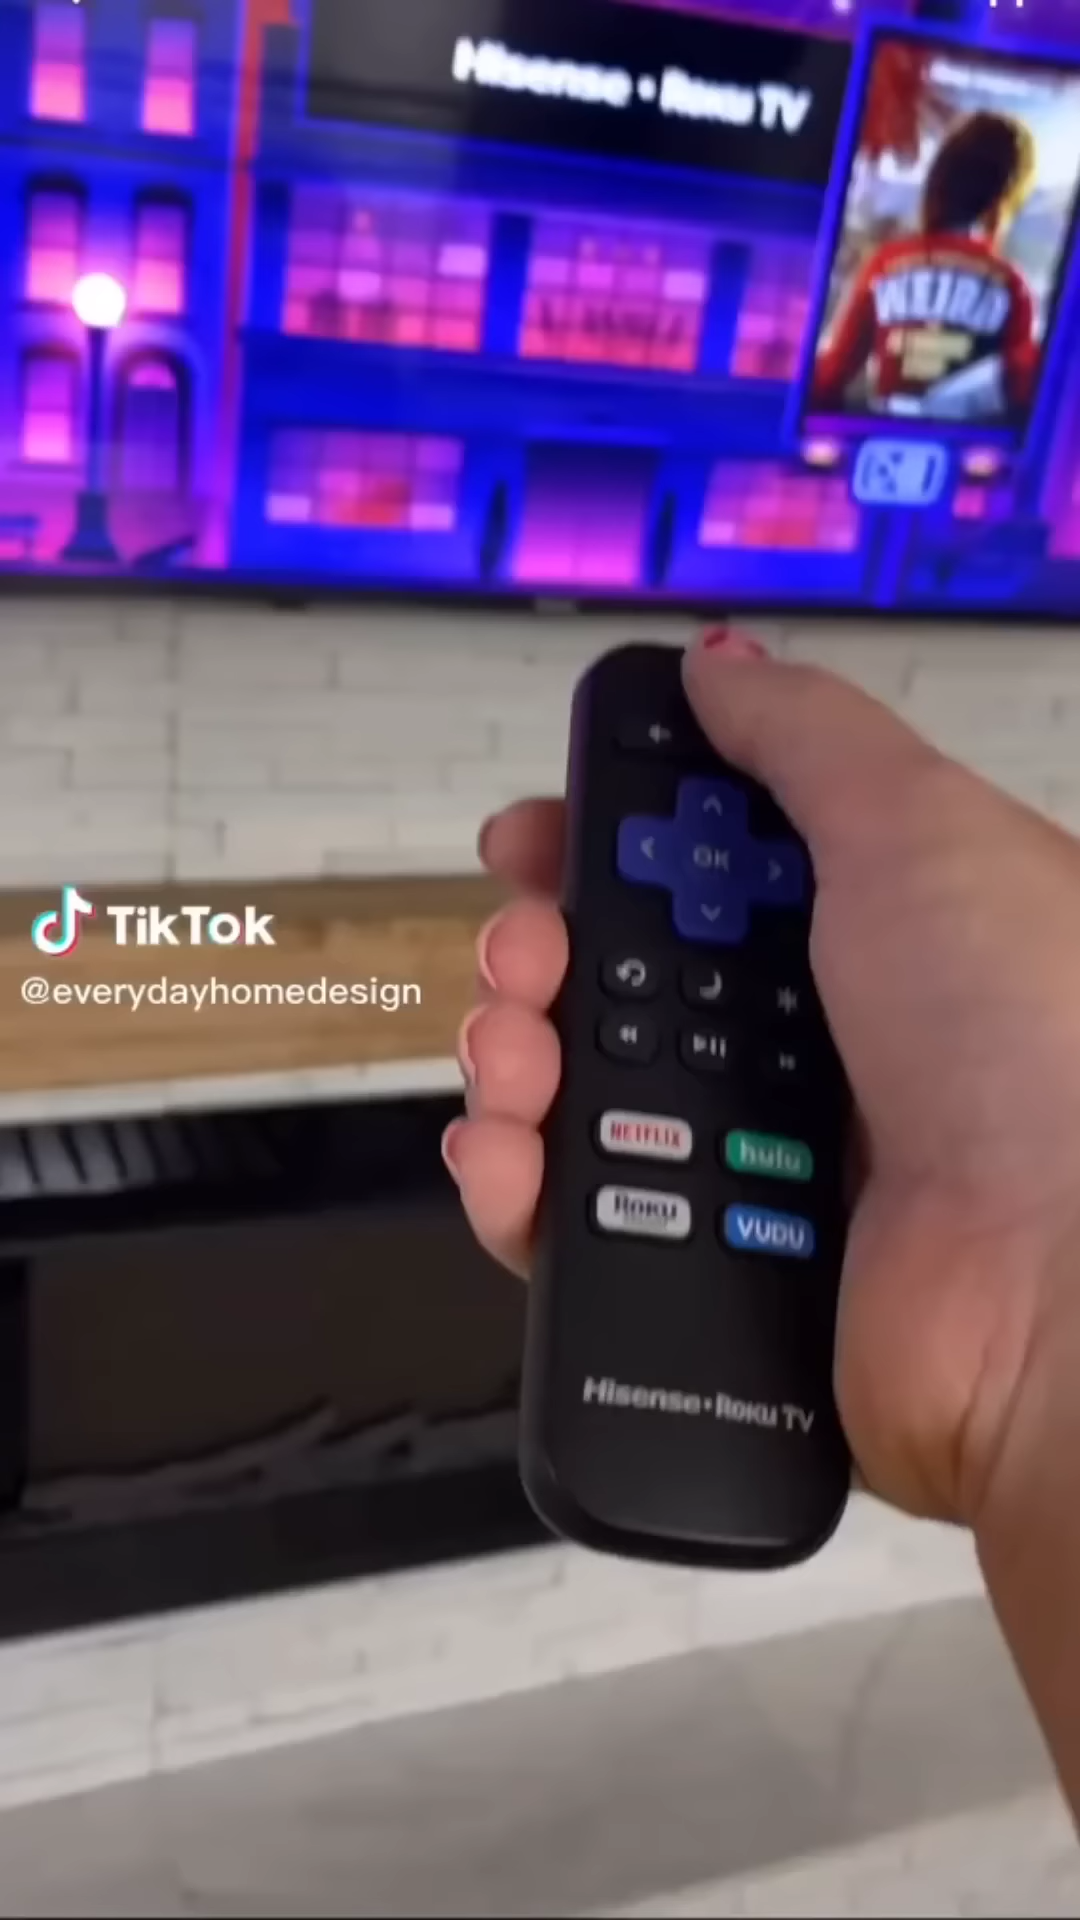 Hisense • Roku TV
WEIRD
OK
TikTok
@everydayhomedesign
NETFLIX
hulu
Roku
VUDU
Hisense • Roku TV